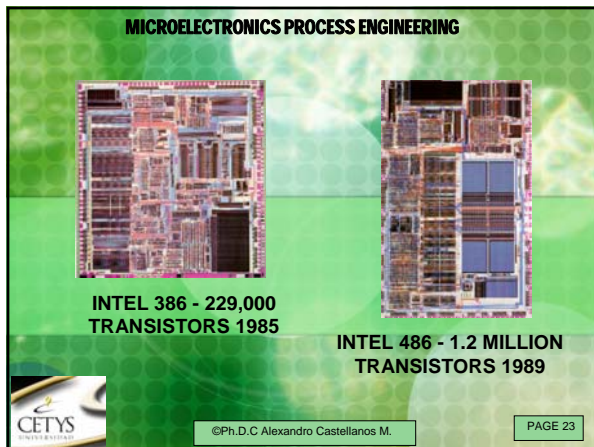 MICROELECTRONICS PROCESS ENGINEERING
INTEL 386 - 229,000
TRANSISTORS 1985
INTEL 486 - 1.2 MILLION
TRANSISTORS 1989
CETYS
UNIVERSIDAD
©Ph.D.C Alexandro Castellanos M.
PAGE 23